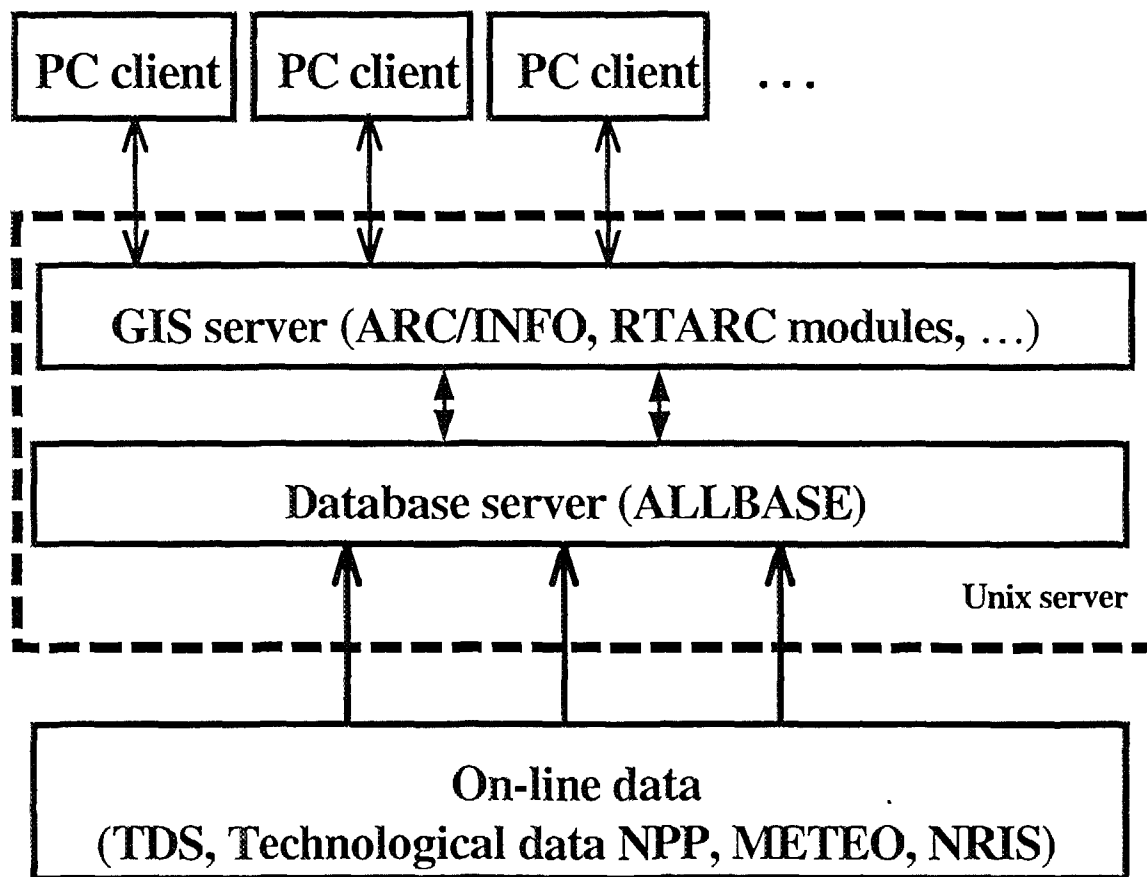 PC client PC client PC client ...
GIS server (ARC/INFO, RTARC modules, ...)
Database server (ALLBASE)
Unix server
On-line data
(TDS, Technological data NPP, METEO, NRIS)